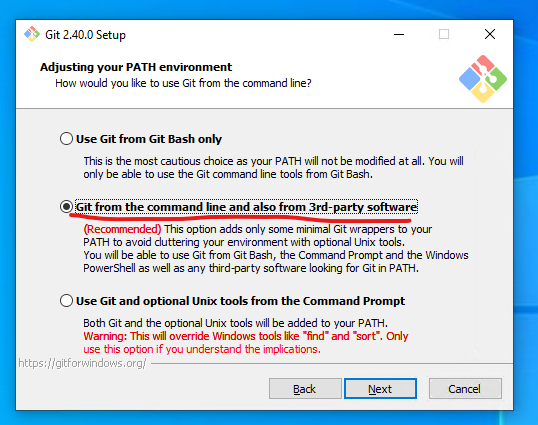 Git 2.40.0 Setup
Adjusting your PATH environment
How would you like to use Git from the command line?
Use Git from Git Bash only
This is the most cautious choice as your PATH will not be modified at all. You will
only be able to use the Git command line tools from Git Bash.
Git from the command line and also from 3rd-party software
(Recommended) This option adds only some minimal Git wrappers to your
PATH to avoid cluttering your environment with optional Unix tools.
You will be able to use Git from Git Bash, the Command Prompt and the Windows
PowerShell as well as any third-party software looking for Git in PATH.
Use Git and optional Unix tools from the Command Prompt
Both Git and the optional Unix tools will be added to your PATH.
Warning: This will override Windows tools like "find" and "sort". Only
use this option if you understand the implications.
https://gitforwindows.org/
Back
Next
Cancel